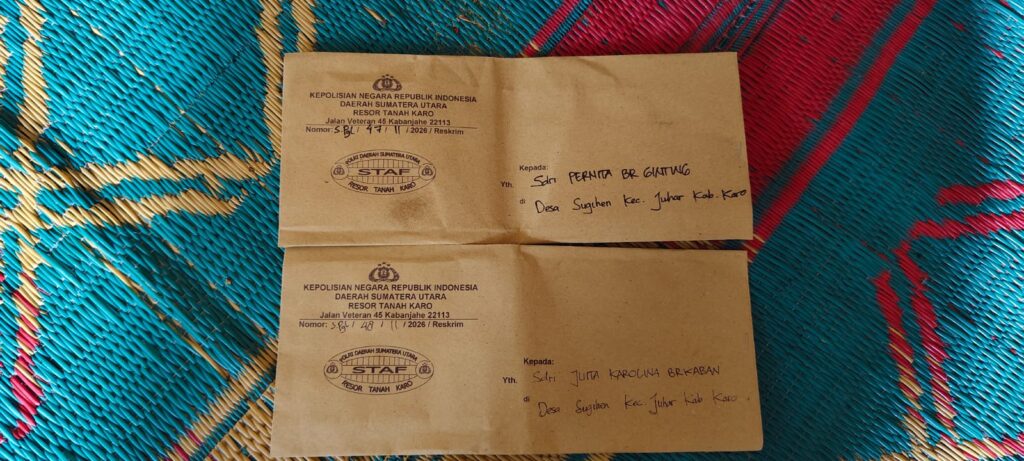 KEPOLISIAN NEGARA REPUBLIK INDONESIA
DAERAH SUMATERA UTARA
RESOR TANAH KARO
Jalan Veteran 45 Kabanjahe 22113
Nomor: S.Pgl / 47 / II / 2026 / Reskrim
POLRI DAERAH SUMATERA UTARA
STAF
RESOR TANAH KARO
Kepada:
Yth. Sdri PERNITA BR GINTING
di Desa Sugihen Kec. Juhar Kab. Karo
KEPOLISIAN NEGARA REPUBLIK INDONESIA
DAERAH SUMATERA UTARA
RESOR TANAH KARO
Jalan Veteran 45 Kabanjahe 22113
Nomor: S.Pgl / 48 / II / 2026 / Reskrim
POLRI DAERAH SUMATERA UTARA
STAF
RESOR TANAH KARO
Kepada:
Yth. Sdri JUITA KAROLINA BR KABAN
di Desa Sugihen Kec. Juhar Kab Karo.